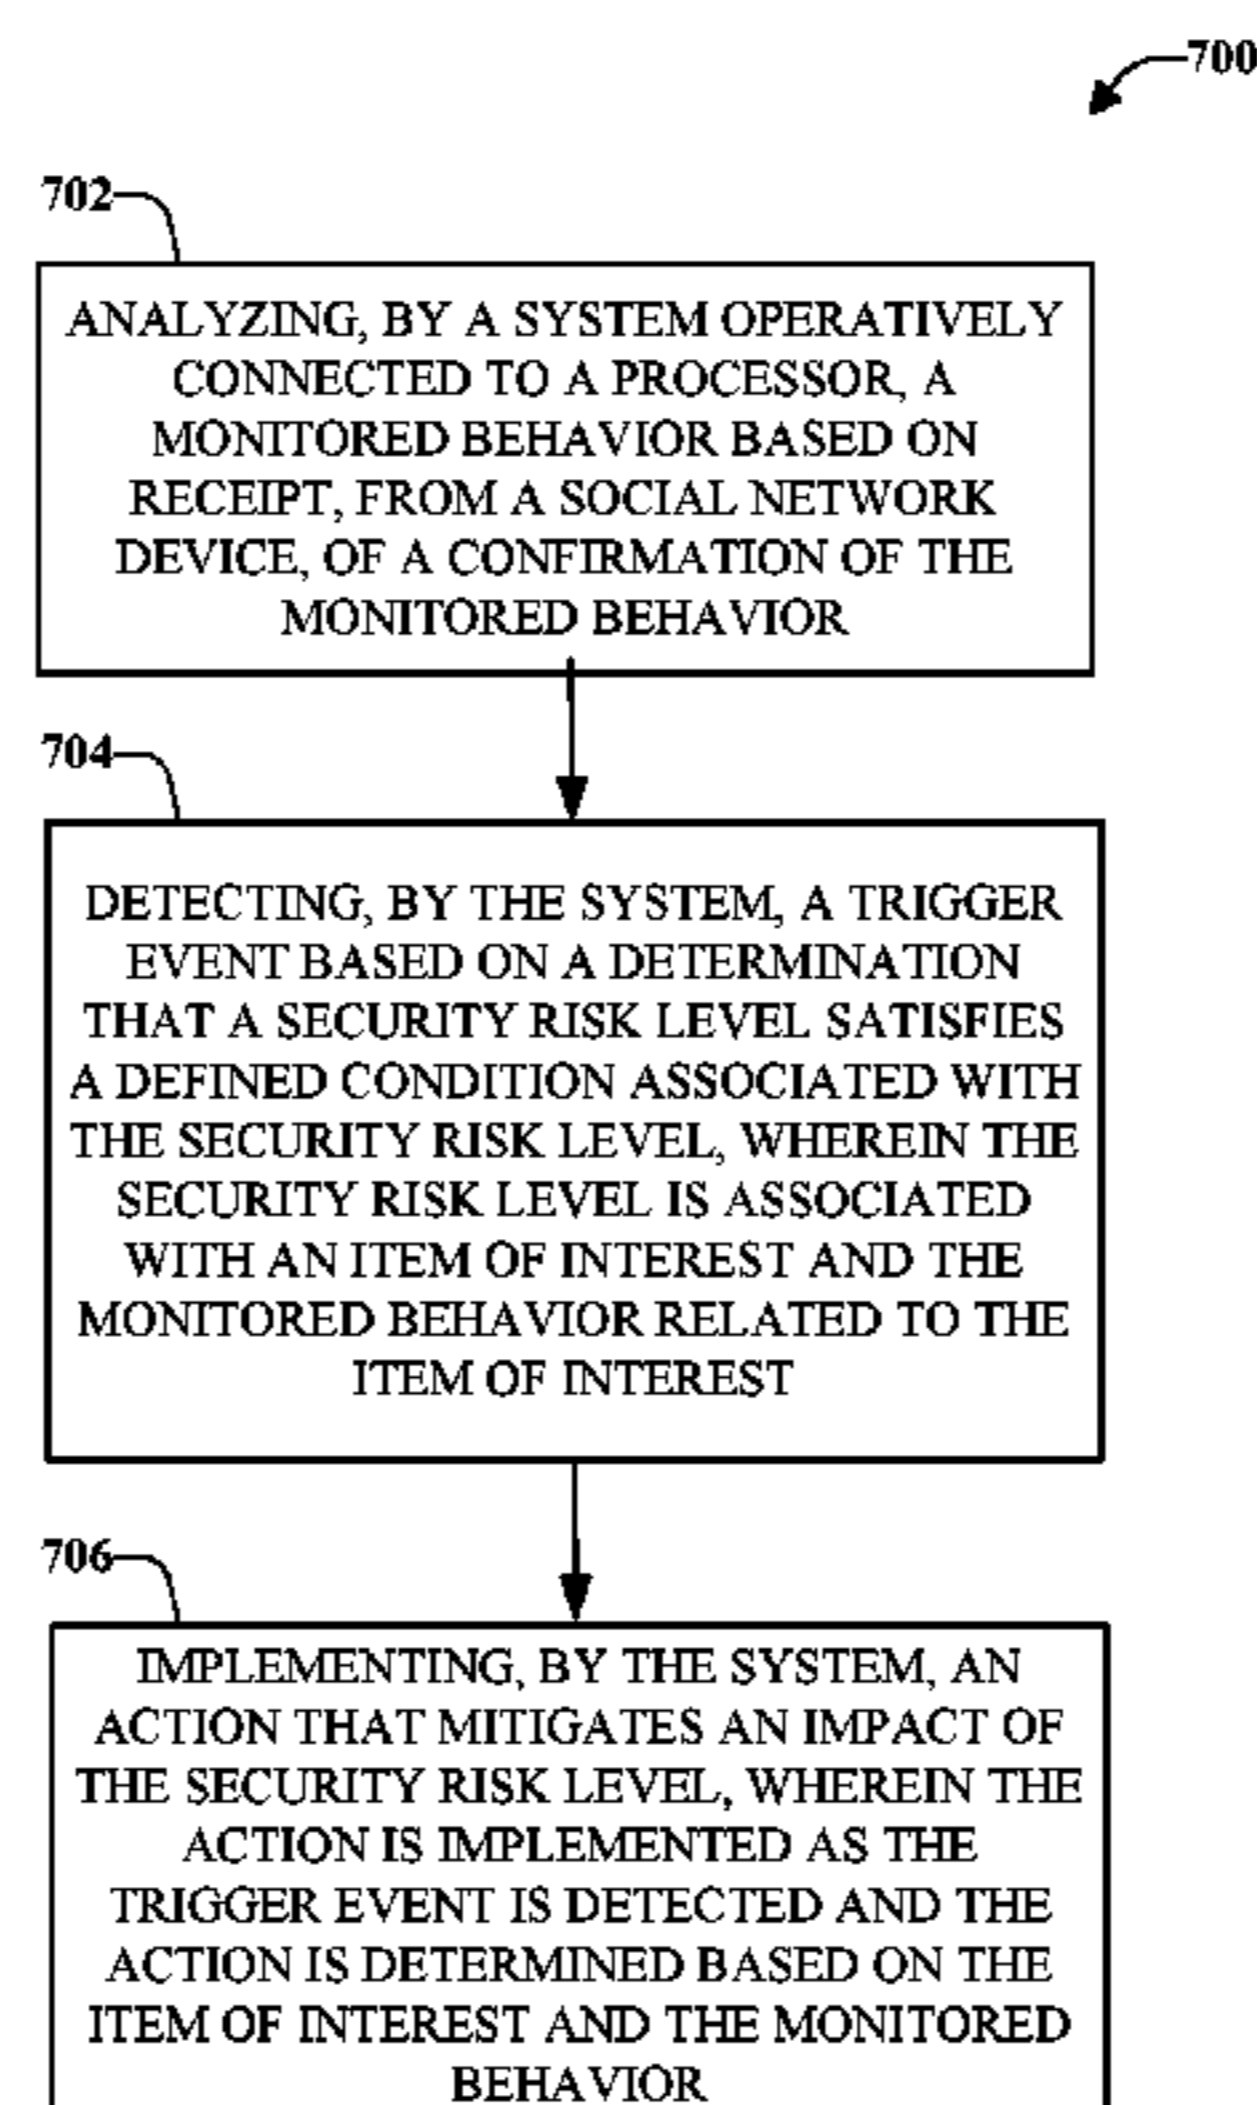 700
702
ANALYZING, BY A SYSTEM OPERATIVELY
CONNECTED TO A PROCESSOR, A
MONITORED BEHAVIOR BASED ON
RECEIPT, FROM A SOCIAL NETWORK
DEVICE, OF A CONFIRMATION OF THE
MONITORED BEHAVIOR
704
DETECTING, BY THE SYSTEM, A TRIGGER
EVENT BASED ON A DETERMINATION
THAT A SECURITY RISK LEVEL SATISFIES
A DEFINED CONDITION ASSOCIATED WITH
THE SECURITY RISK LEVEL, WHEREIN THE
SECURITY RISK LEVEL IS ASSOCIATED
WITH AN ITEM OF INTEREST AND THE
MONITORED BEHAVIOR RELATED TO THE
ITEM OF INTEREST
706
IMPLEMENTING, BY THE SYSTEM, AN
ACTION THAT MITIGATES AN IMPACT OF
THE SECURITY RISK LEVEL, WHEREIN THE
ACTION IS IMPLEMENTED AS THE
TRIGGER EVENT IS DETECTED AND THE
ACTION IS DETERMINED BASED ON THE
ITEM OF INTEREST AND THE MONITORED
BEHAVIOR